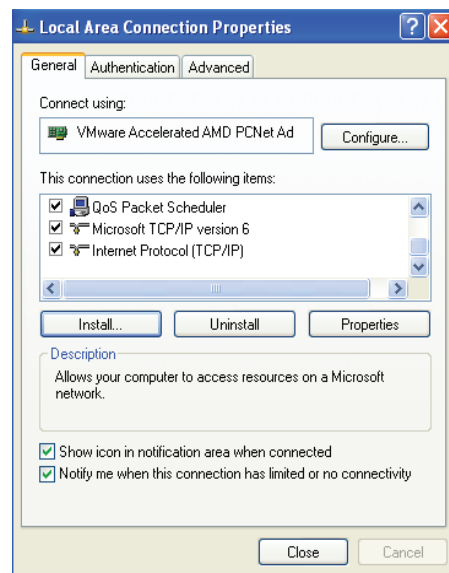 Local Area Connection Properties
General Authentication Advanced
Connect using:
VMware Accelerated AMD PCNet Ad
Configure...
This connection uses the following items:
QoS Packet Scheduler
Microsoft TCP/IP version 6
Internet Protocol (TCP/IP)
Install... Uninstall Properties
Description
Allows your computer to access resources on a Microsoft
network.
Show icon in notification area when connected
Notify me when this connection has limited or no connectivity
Close Cancel